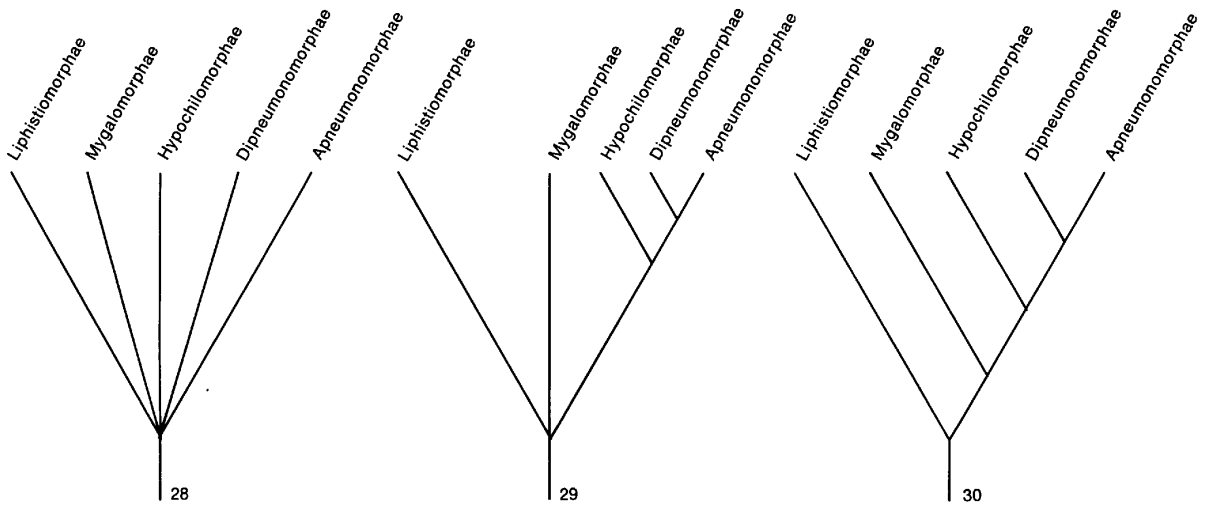 Liphistiomorphae
Mygalomorphae
Hypochilomorphae
Dipneumonomorphae
Apneumonomorphae
28
Liphistiomorphae
Mygalomorphae
Hypochilomorphae
Dipneumonomorphae
Apneumonomorphae
29
Liphistiomorphae
Mygalomorphae
Hypochilomorphae
Dipneumonomorphae
Apneumonomorphae
30